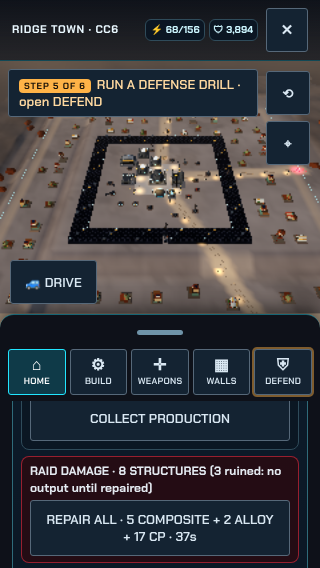 RIDGE TOWN · CC6
⚡ 68/156
🛡 3,894
✕
STEP 5 OF 6 RUN A DEFENSE DRILL ·
open DEFEND
⟲
⌖
🚙 DRIVE
HOME
BUILD
WEAPONS
WALLS
DEFEND
COLLECT PRODUCTION
RAID DAMAGE · 8 STRUCTURES (3 ruined: no
output until repaired)
REPAIR ALL · 5 COMPOSITE + 2 ALLOY
+ 17 CP · 37s